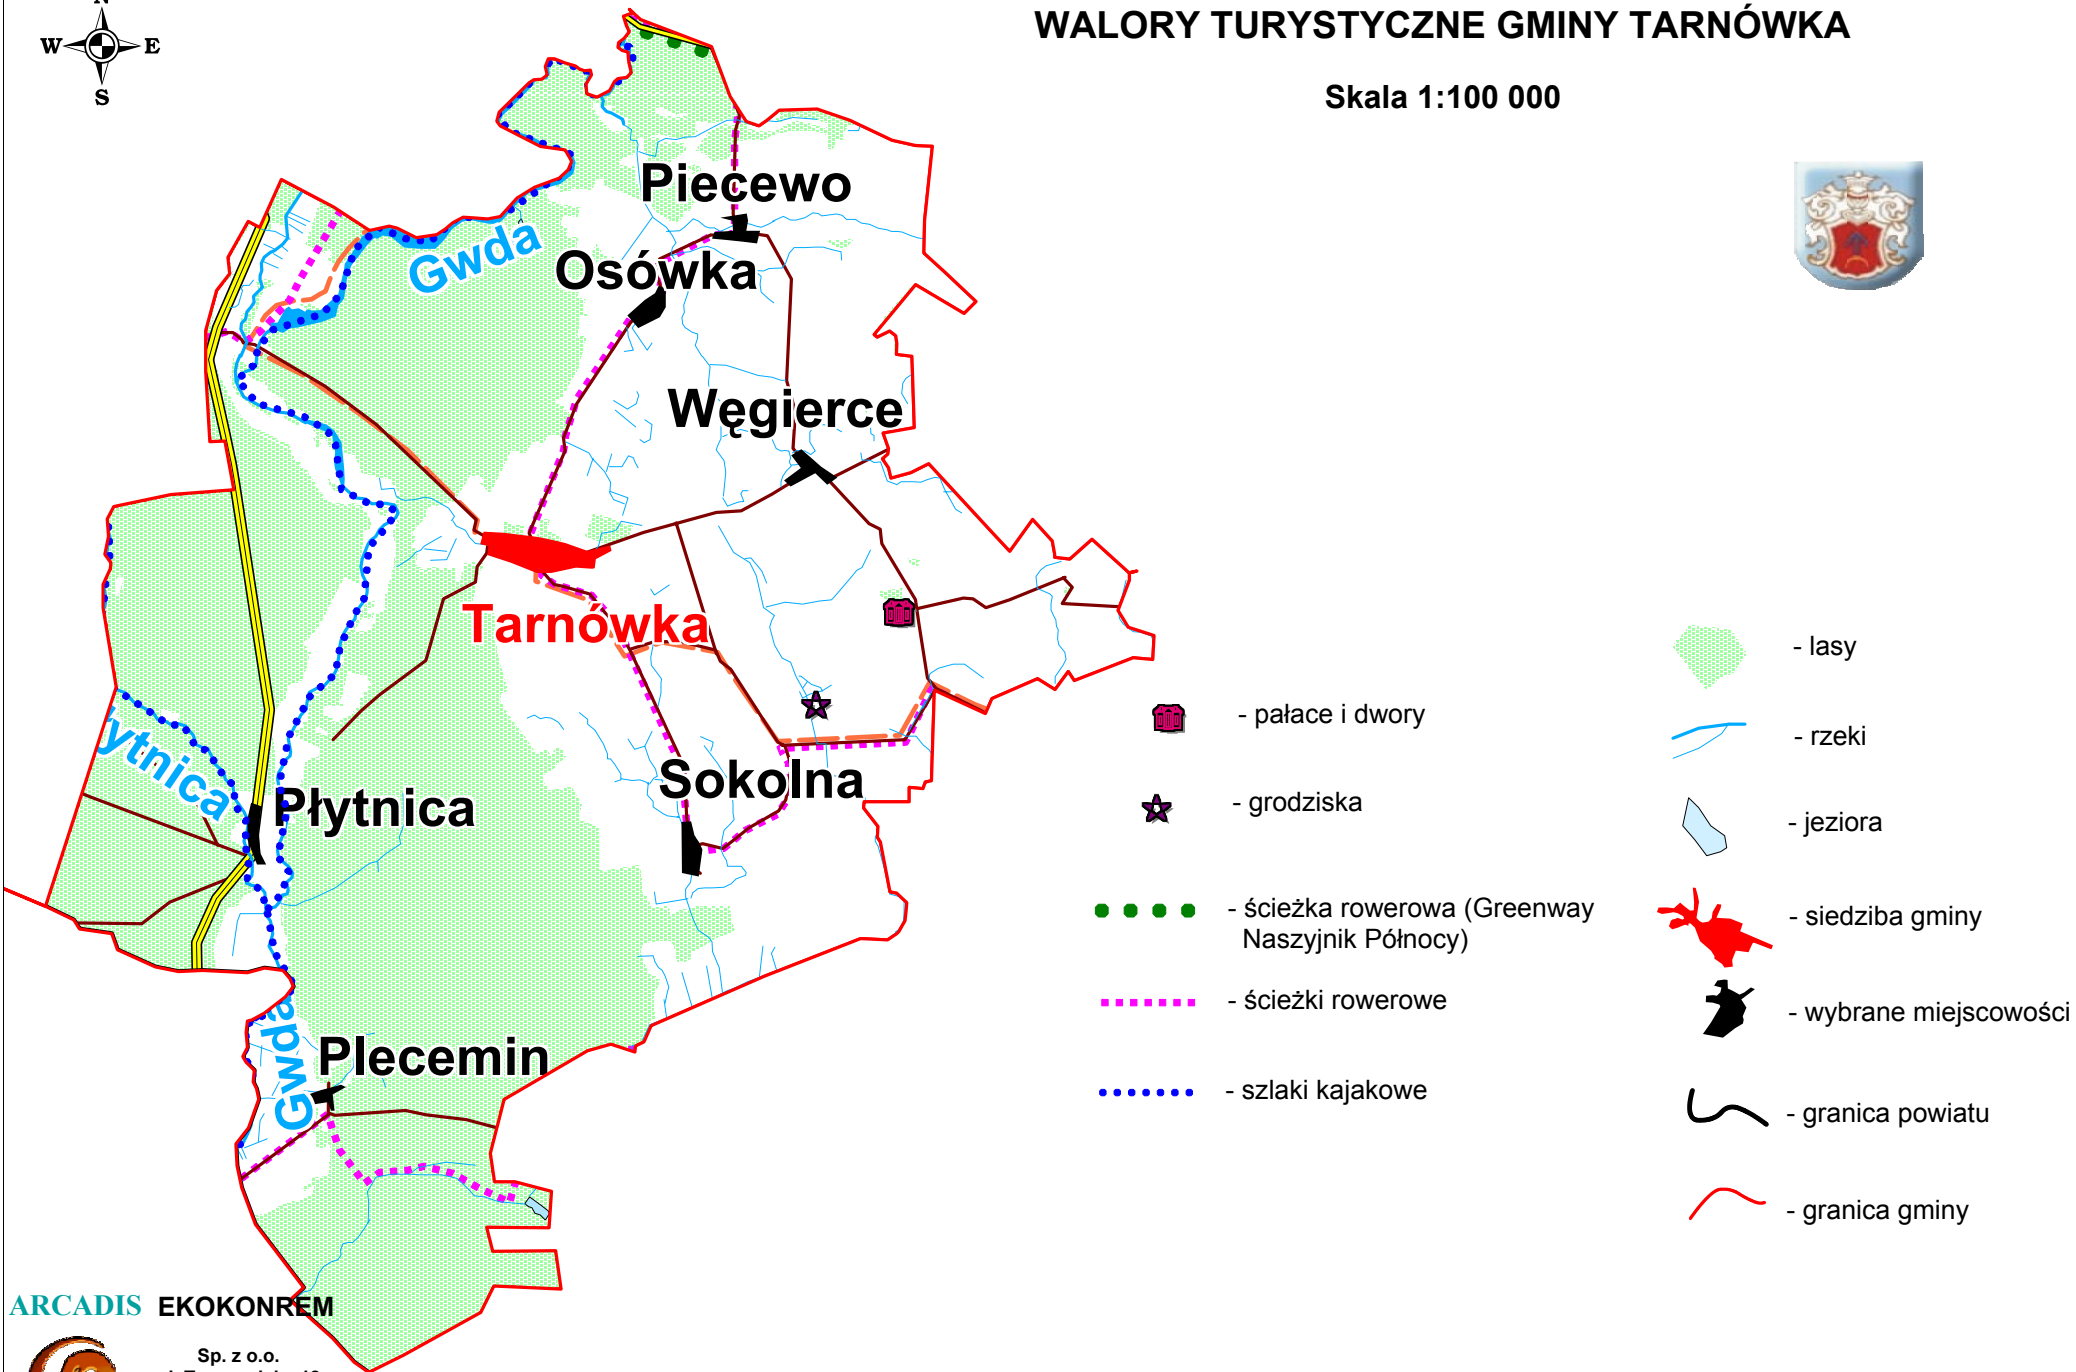 WALORY TURYSTYCZNE GMINY TARNÓWKA
Skala 1:100 000
N
W E
S
Piecewo
Gwda
Osówka
Węgierce
Tarnówka
Sokolna
ytnica
Płytnica
Gwda
Plecemin
- pałace i dwory
- grodziska
- ścieżka rowerowa (Greenway
Naszyjnik Północy)
- ścieżki rowerowe
- szlaki kajakowe
- lasy
- rzeki
- jeziora
- siedziba gminy
- wybrane miejscowości
- granica powiatu
- granica gminy
ARCADIS EKOKONREM
Sp. z o.o.